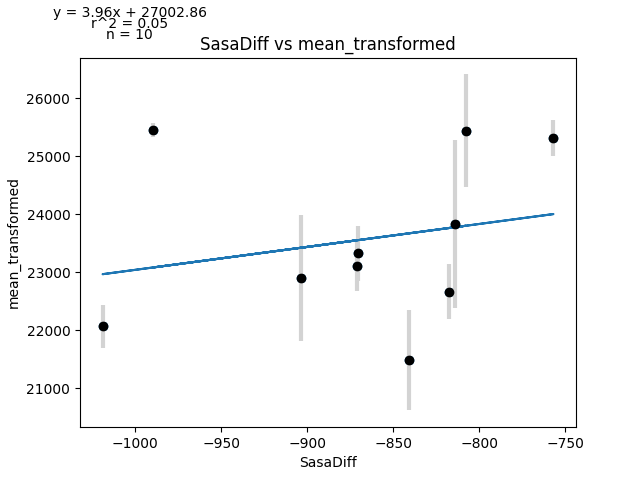 y = 3.96x + 27002.86
r^2 = 0.05
n = 10
SasaDiff vs mean_transformed
26000
25000
24000
23000
22000
21000
mean_transformed
−1000
−950
−900
−850
−800
−750
SasaDiff